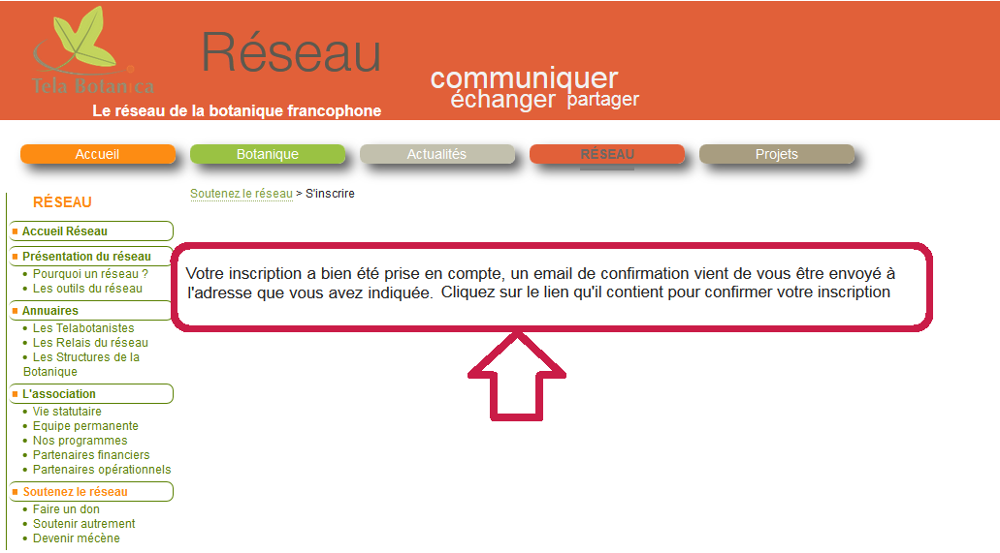 Réseau
Tela Botanica
communiquer
échanger partager
Le réseau de la botanique francophone
Accueil Botanique Actualités RÉSEAU Projets
Soutenez le réseau > S'inscrire
RÉSEAU
Accueil Réseau
Présentation du réseau
Pourquoi un réseau ?
Les outils du réseau
Annuaires
Les Telabotanistes
Les Relais du réseau
Les Structures de la
Botanique
L'association
Vie statutaire
Equipe permanente
Nos programmes
Partenaires financiers
Partenaires opérationnels
Soutenez le réseau
Faire un don
Soutenir autrement
Devenir mécène
Votre inscription a bien été prise en compte, un email de confirmation vient de vous être envoyé à
l'adresse que vous avez indiquée. Cliquez sur le lien qu'il contient pour confirmer votre inscription